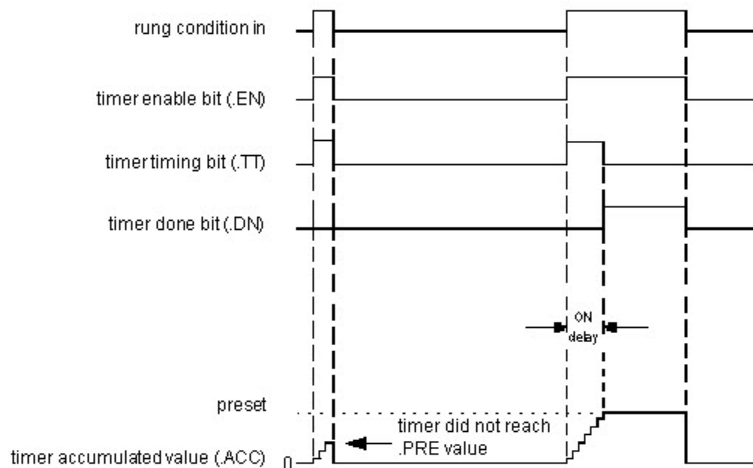 rung condition in
timer enable bit (.EN)
timer timing bit (.TT)
timer done bit (.DN)
ON
delay
preset
timer did not reach
.PRE value
timer accumulated value (.ACC)
0